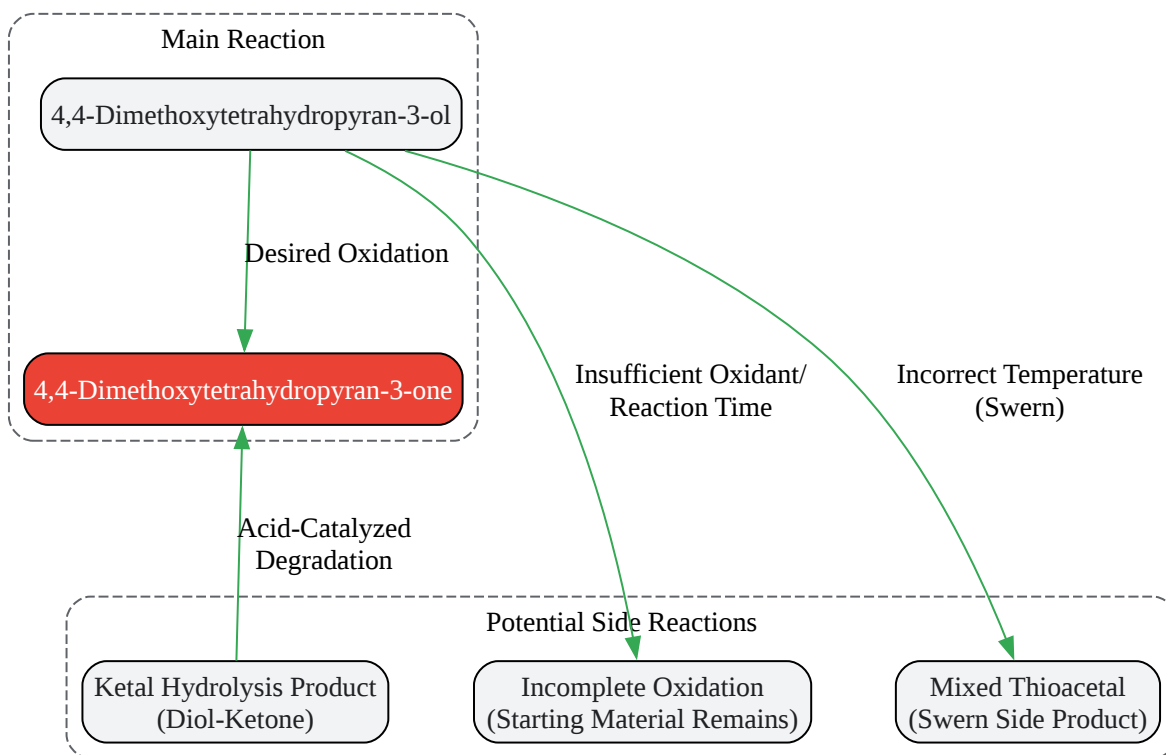 Main Reaction
4,4-Dimethoxytetrahydropyran-3-ol
Desired Oxidation
4,4-Dimethoxytetrahydropyran-3-one
Insufficient Oxidant/
Reaction Time
Incorrect Temperature
(Swern)
Acid-Catalyzed
Degradation
Potential Side Reactions
Ketal Hydrolysis Product
(Diol-Ketone)
Incomplete Oxidation
(Starting Material Remains)
Mixed Thioacetal
(Swern Side Product)